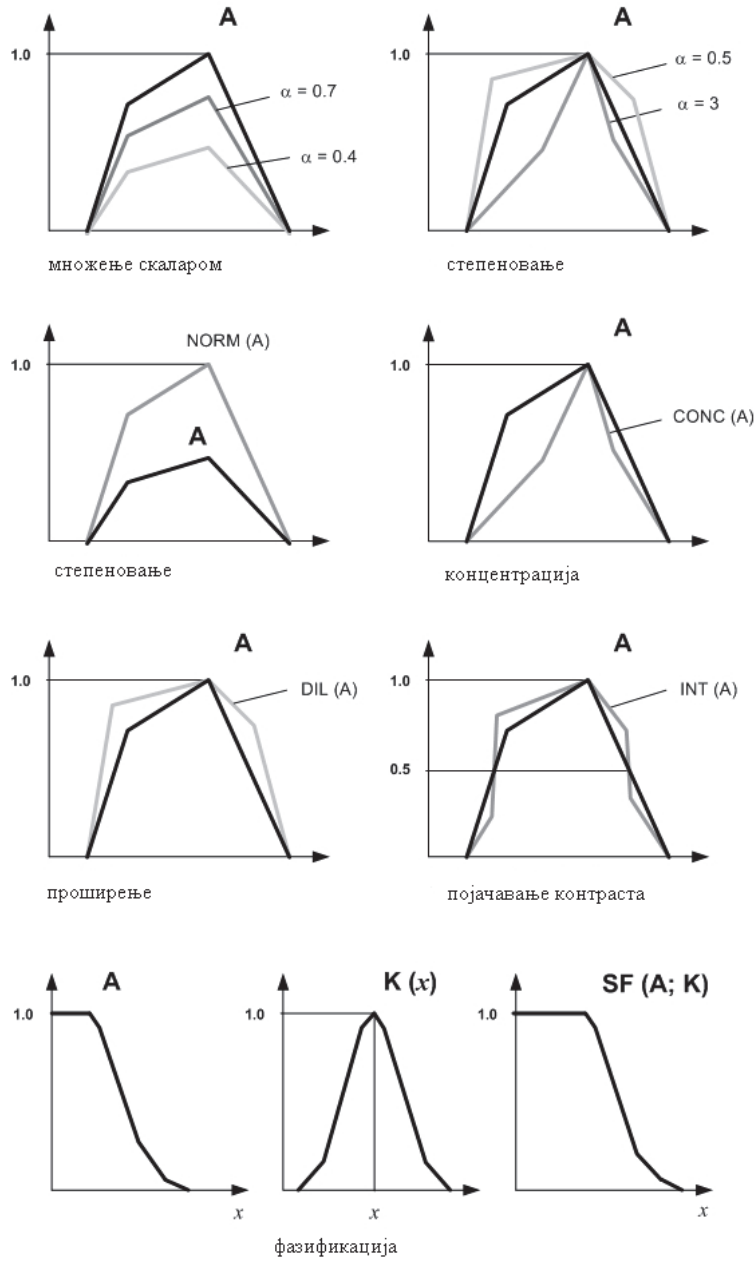 A
1.0
α = 0.7
α = 0.4
множење скаларом
A
1.0
α = 0.5
α = 3
степеновање
NORM (A)
1.0
A
степеновање
A
1.0
CONC (A)
концентрација
A
1.0
DIL (A)
проширење
A
1.0
INT (A)
0.5
појачавање контраста
A
1.0
x
K (x)
1.0
x
SF (A; K)
1.0
x
фазификација